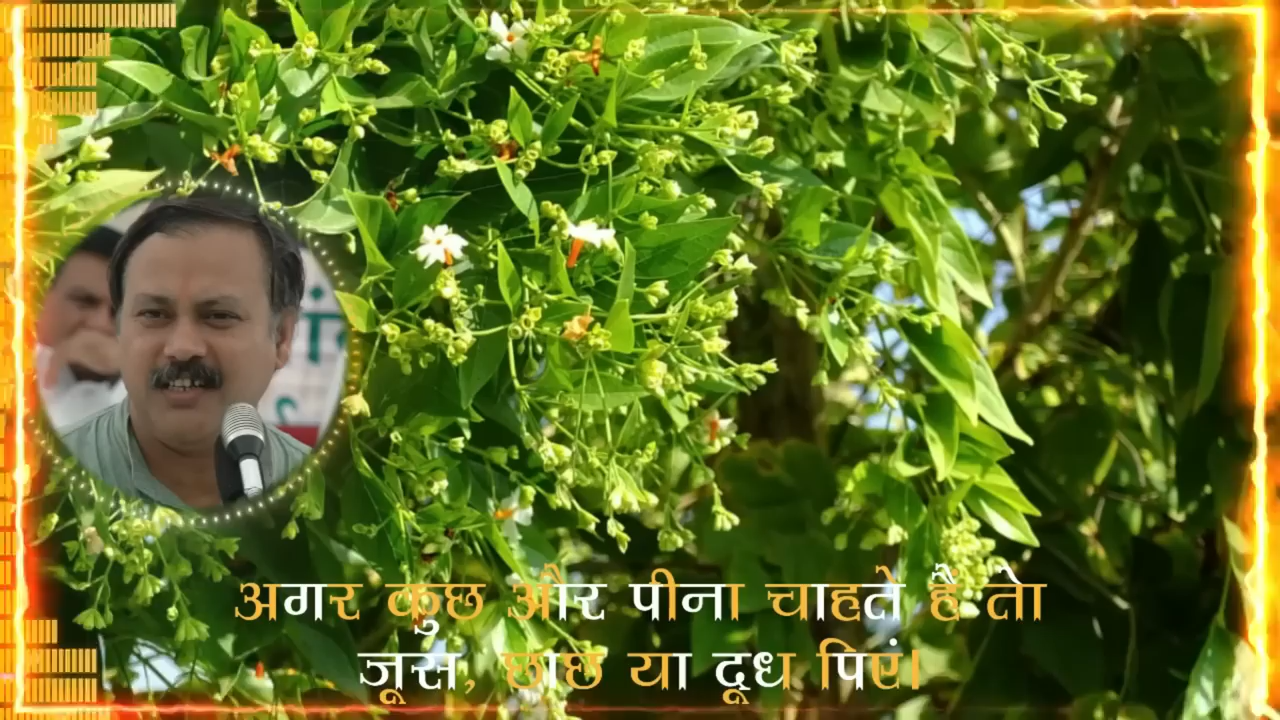 अगर कुछ और पीना चाहते हैं तो
जूस, छाछ या दूध पिएं।